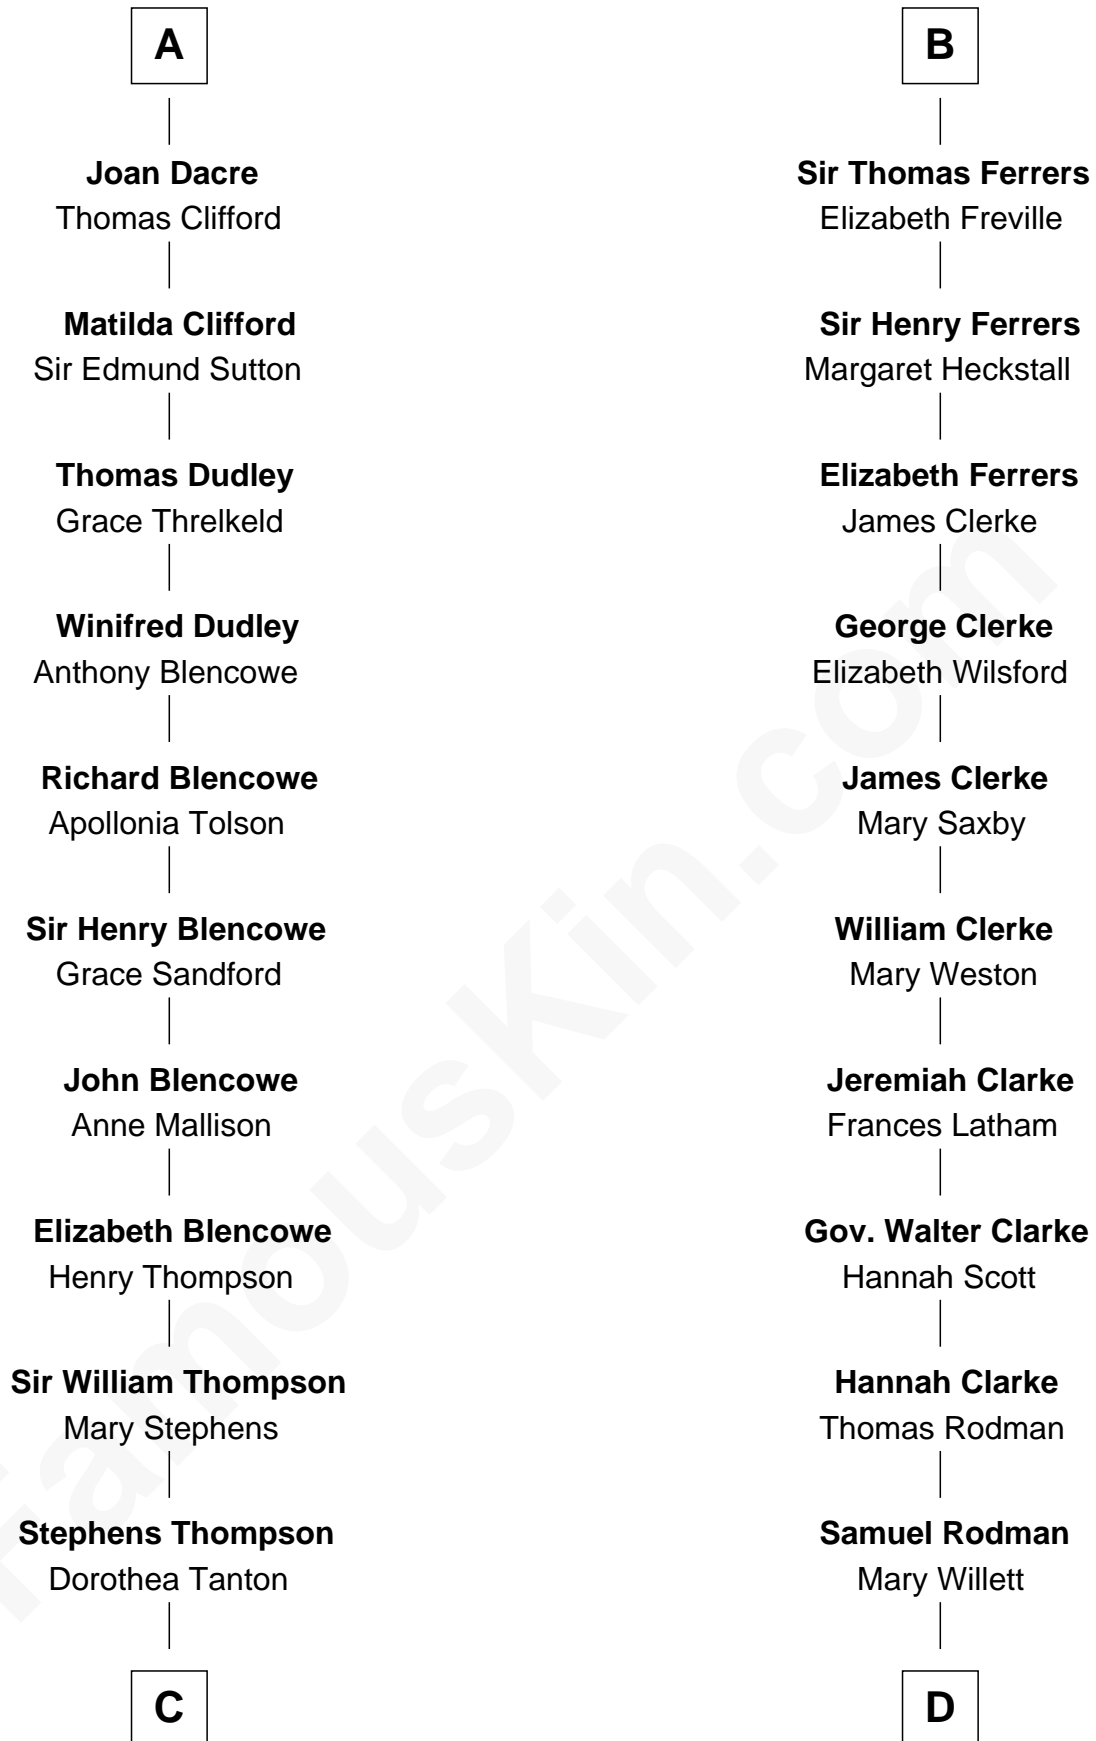 A
Joan Dacre
Thomas Clifford
Matilda Clifford
Sir Edmund Sutton
Thomas Dudley
Grace Threlkeld
Winifred Dudley
Anthony Blencowe
Richard Blencowe
Apollonia Tolson
Sir Henry Blencowe
Grace Sandford
John Blencowe
Anne Mallison
Elizabeth Blencowe
Henry Thompson
Sir William Thompson
Mary Stephens
Stephens Thompson
Dorothea Tanton
C
B
Sir Thomas Ferrers
Elizabeth Freville
Sir Henry Ferrers
Margaret Heckstall
Elizabeth Ferrers
James Clerke
George Clerke
Elizabeth Wilsford
James Clerke
Mary Saxby
William Clerke
Mary Weston
Jeremiah Clarke
Frances Latham
Gov. Walter Clarke
Hannah Scott
Hannah Clarke
Thomas Rodman
Samuel Rodman
Mary Willett
D
FamousKin.com